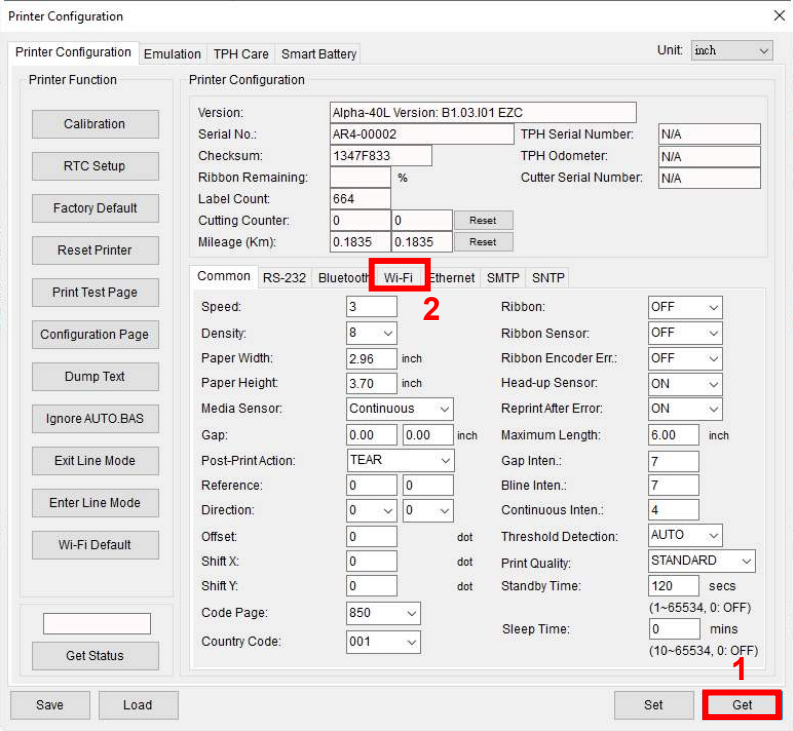 Printer Configuration
Printer Configuration Emulation TPH Care Smart Battery Unit: inch
Printer Function
Calibration
RTC Setup
Factory Default
Reset Printer
Print Test Page
Configuration Page
Dump Text
Ignore AUTO.BAS
Exit Line Mode
Enter Line Mode
Wi-Fi Default
Get Status
Printer Configuration
Version: Alpha-40L Version: B1.03.I01 EZC
Serial No.: AR4-00002 TPH Serial Number: N/A
Checksum: 1347F833 TPH Odometer: N/A
Ribbon Remaining: % Cutter Serial Number: N/A
Label Count: 664
Cutting Counter: 0 0 Reset
Mileage (Km): 0.1835 0.1835 Reset
Common RS-232 Bluetooth Wi-Fi Ethernet SMTP SNTP
2
Speed: 3 Ribbon: OFF
Density: 8 Ribbon Sensor: OFF
Paper Width: 2.96 inch Ribbon Encoder Err.: OFF
Paper Height: 3.70 inch Head-up Sensor: ON
Media Sensor: Continuous Reprint After Error: ON
Gap: 0.00 0.00 inch Maximum Length: 6.00 inch
Post-Print Action: TEAR Gap Inten.: 7
Reference: 0 0 Bline Inten.: 7
Direction: 0 0 Continuous Inten.: 4
Offset: 0 dot Threshold Detection: AUTO
Shift X: 0 dot Print Quality: STANDARD
Shift Y: 0 dot Standby Time: 120 secs
(1~65534, 0: OFF)
Code Page: 850
Sleep Time: 0 mins
Country Code: 001
(10~65534, 0: OFF)
1
Save Load Set Get